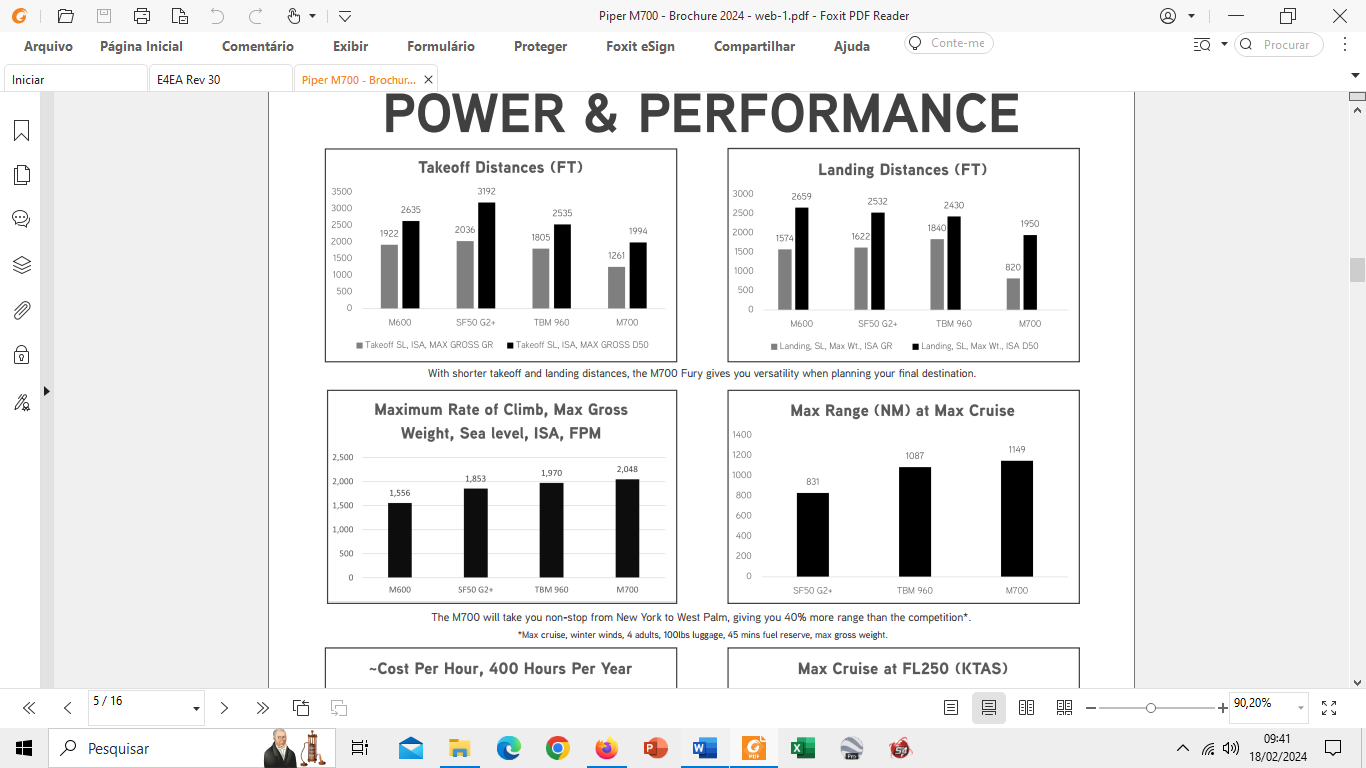 Piper M700 - Brochure 2024 - web-1.pdf - Foxit PDF Reader
Arquivo Página Inicial Comentário Exibir Formulário Proteger Foxit eSign Compartilhar Ajuda Conte-me Procurar
Iniciar E4EA Rev 30 Piper M700 - Brochur...
POWER & PERFORMANCE
Takeoff Distances (FT)
3500
3000
2500
2000
1500
1000
500
0
1922 2635 2036 3192 1805 2535 1261 1994
M600 SF50 G2+ TBM 960 M700
Takeoff SL, ISA, MAX GROSS GR Takeoff SL, ISA, MAX GROSS D50
Landing Distances (FT)
3000
2500
2000
1500
1000
500
0
1574 2659 1622 2532 1840 2430 820 1950
M600 SF50 G2+ TBM 960 M700
Landing, SL, Max Wt., ISA GR Landing, SL, Max Wt., ISA D50
With shorter takeoff and landing distances, the M700 Fury gives you versatility when planning your final destination.
Maximum Rate of Climb, Max Gross
Weight, Sea level, ISA, FPM
2,500
2,000
1,500
1,000
500
0
1,556 1,853 1,970 2,048
M600 SF50 G2+ TBM 960 M700
Max Range (NM) at Max Cruise
1400
1200
1000
800
600
400
200
0
831 1087 1149
SF50 G2+ TBM 960 M700
The M700 will take you non-stop from New York to West Palm, giving you 40% more range than the competition*.
*Max cruise, winter winds, 4 adults, 100lbs luggage, 45 mins fuel reserve, max gross weight.
~Cost Per Hour, 400 Hours Per Year
Max Cruise at FL250 (KTAS)
5 / 16 90,20%
Pesquisar
PDF
Pro
09:41
18/02/2024